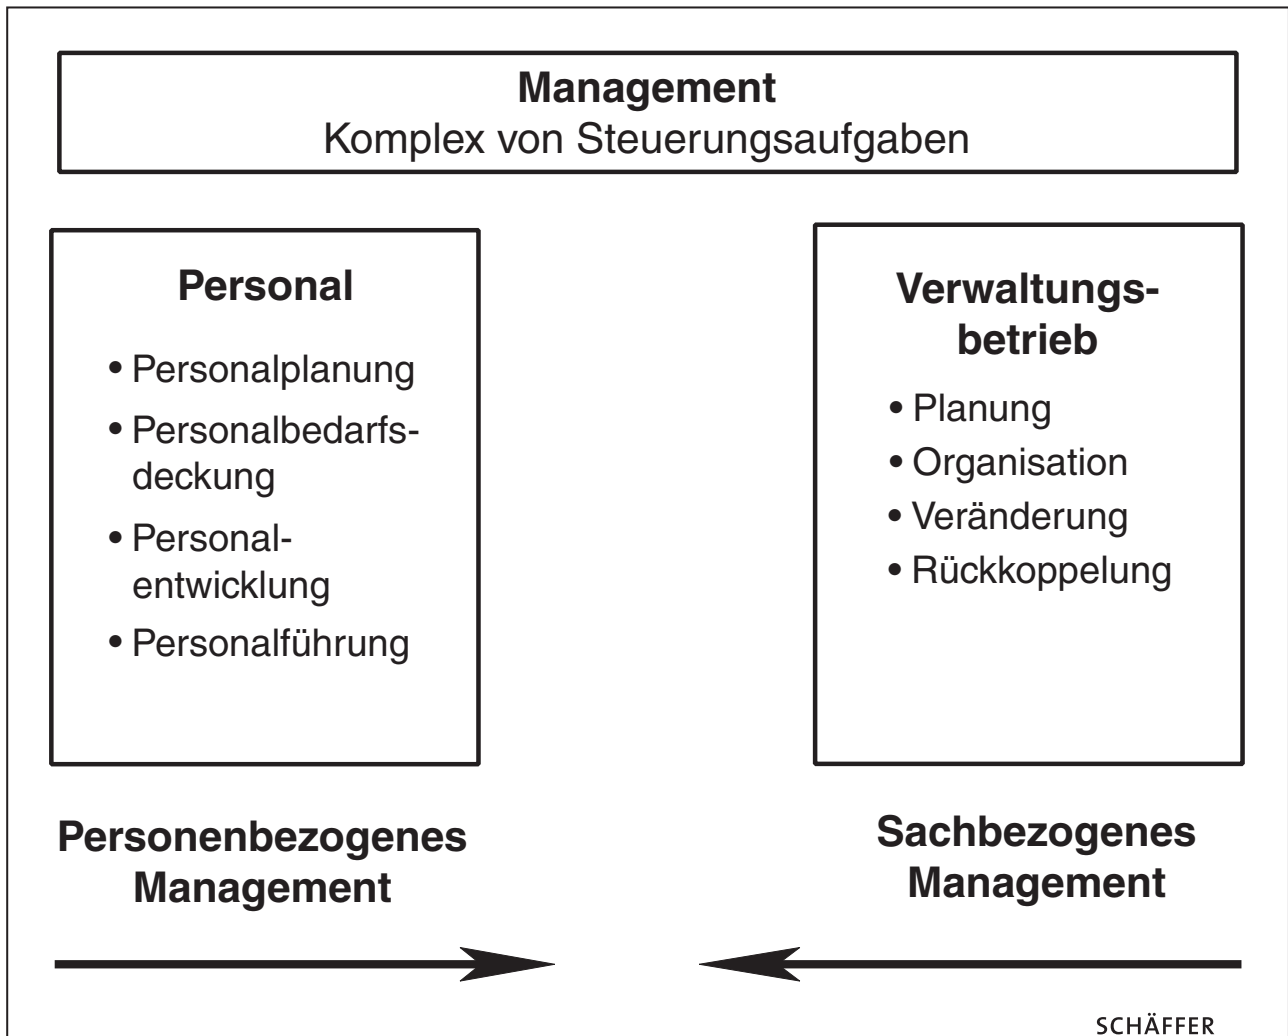 Management
Komplex von Steuerungsaufgaben
Personal
• Personalplanung
• Personalbedarfs-
deckung
• Personal-
entwicklung
• Personalführung
Verwaltungs-
betrieb
• Planung
• Organisation
• Veränderung
• Rückkoppelung
Personenbezogenes
Management
Sachbezogenes
Management
SCHÄFFER